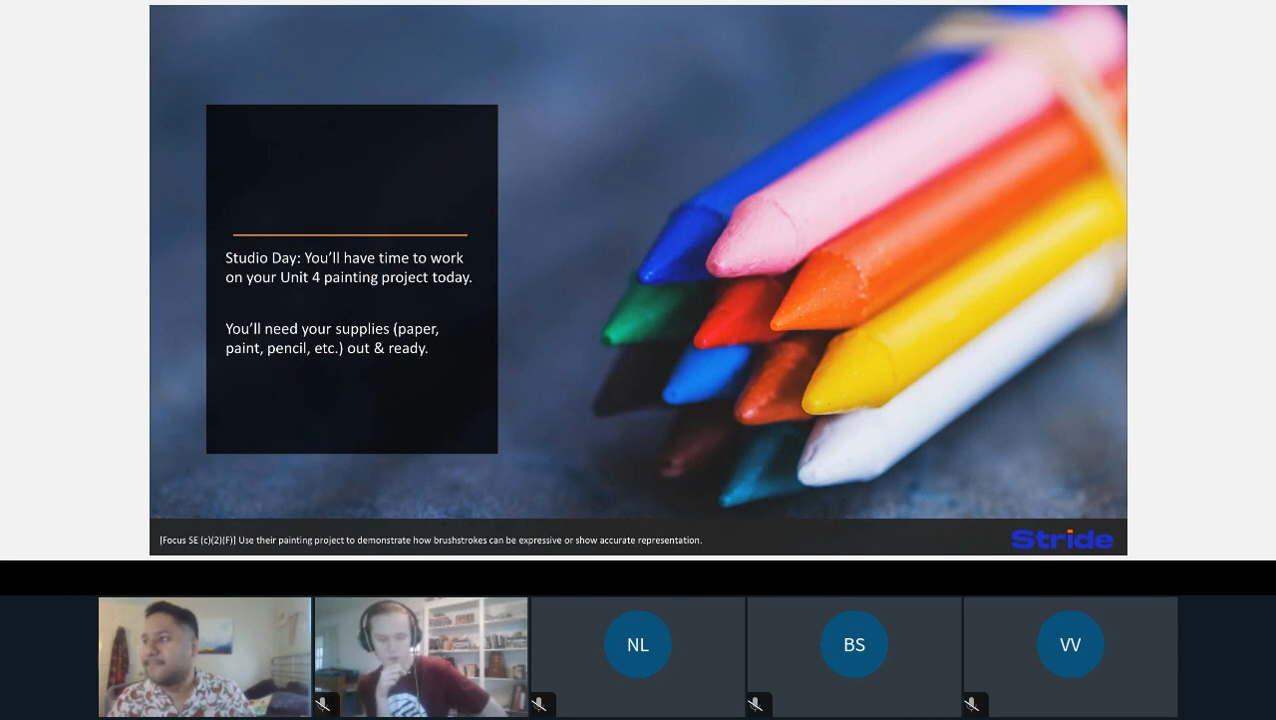 Studio Day: You’ll have time to work
on your Unit 4 painting project today.
You’ll need your supplies (paper,
paint, pencil, etc.) out & ready.
[Focus SE (c)(2)(F)] Use their painting project to demonstrate how brushstrokes can be expressive or show accurate representation.
Stride
NL
BS
VV